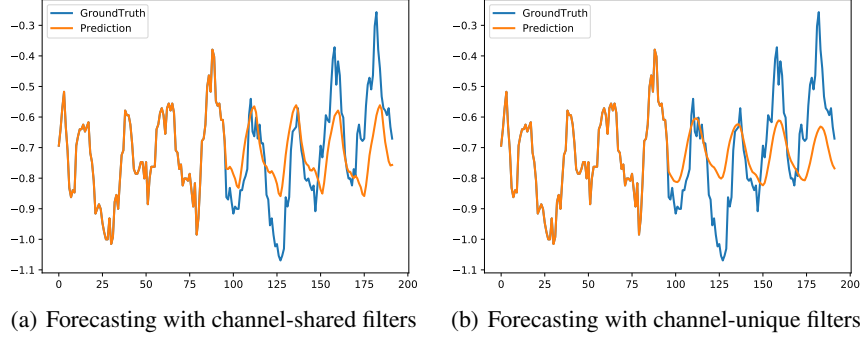 GroundTruth
Prediction
−0.3
−0.4
−0.5
−0.6
−0.7
−0.8
−0.9
−1.0
−1.1
0 25 50 75 100 125 150 175 200
(a) Forecasting with channel-shared filters
GroundTruth
Prediction
−0.3
−0.4
−0.5
−0.6
−0.7
−0.8
−0.9
−1.0
−1.1
0 25 50 75 100 125 150 175 200
(b) Forecasting with channel-unique filters